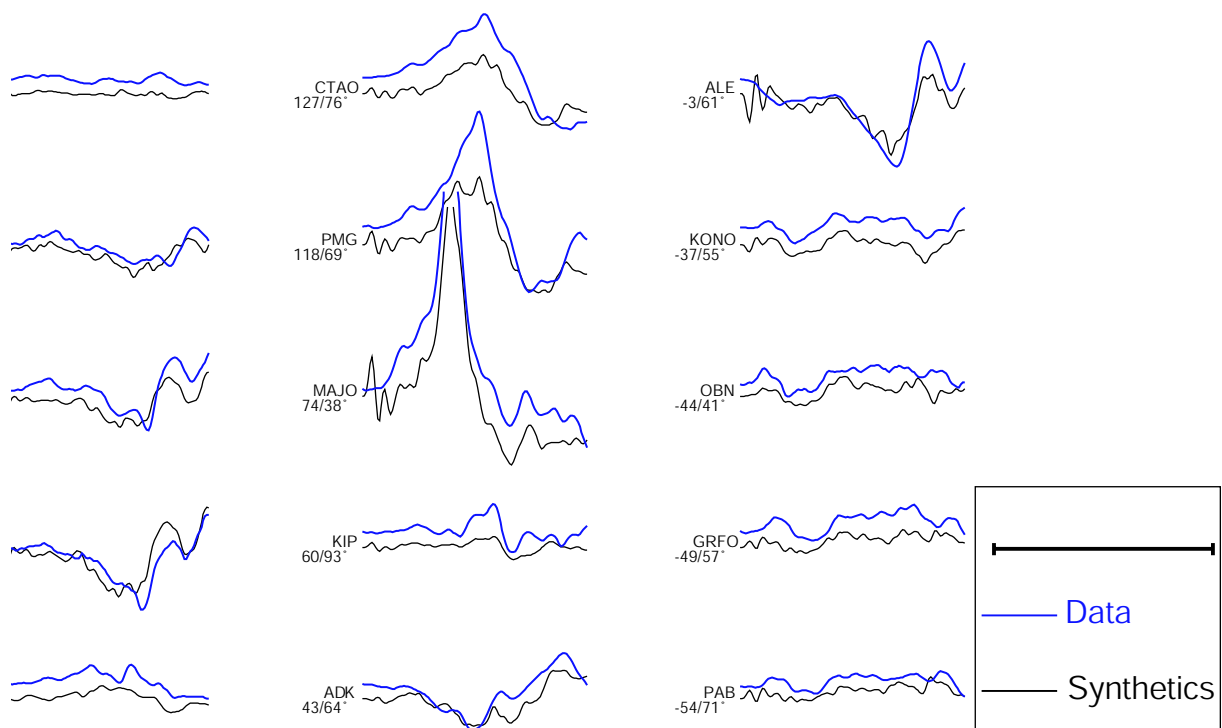 CTAO
127/76°
PMG
118/69°
MAJO
74/38°
KIP
60/93°
ADK
43/64°
ALE
-3/61°
KONO
-37/55°
OBN
-44/41°
GRFO
-49/57°
PAB
-54/71°
Data
Synthetics